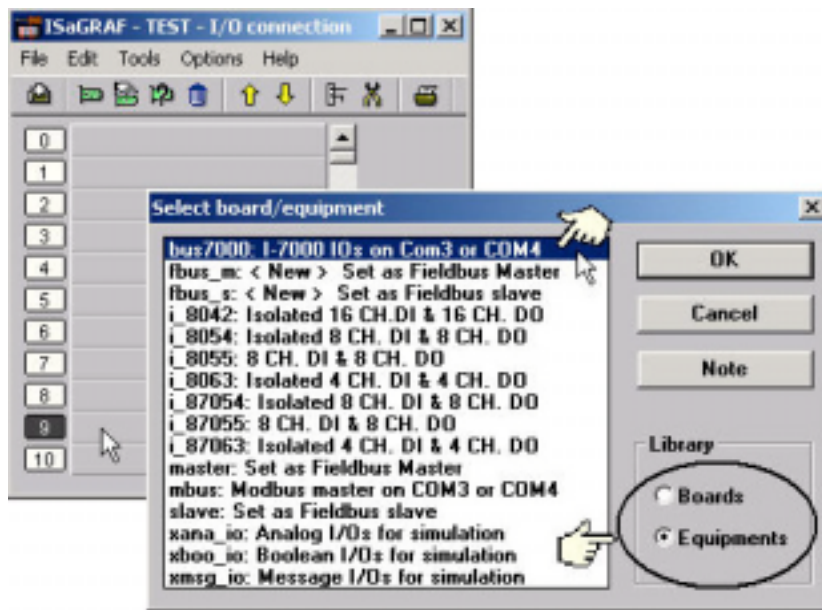 ISaGRAF - TEST - I/O connection
File Edit Tools Options Help
0
1
2
3
4
5
6
7
8
9
10
Select board/equipment
bus7000: I-7000 IOs on Com3 or COM4
fbus_m: < New > Set as Fieldbus Master
fbus_s: < New > Set as Fieldbus slave
i_8042: Isolated 16 CH.DI & 16 CH. DO
i_8054: Isolated 8 CH. DI & 8 CH. DO
i_8055: 8 CH. DI & 8 CH. DO
i_8063: Isolated 4 CH. DI & 4 CH. DO
i_87054: Isolated 8 CH. DI & 8 CH. DO
i_87055: 8 CH. DI & 8 CH. DO
i_87063: Isolated 4 CH. DI & 4 CH. DO
master: Set as Fieldbus Master
mbus: Modbus master on COM3 or COM4
slave: Set as Fieldbus slave
xana_io: Analog I/Os for simulation
xboo_io: Boolean I/Os for simulation
xmsg_io: Message I/Os for simulation
OK
Cancel
Note
Library
Boards
Equipments